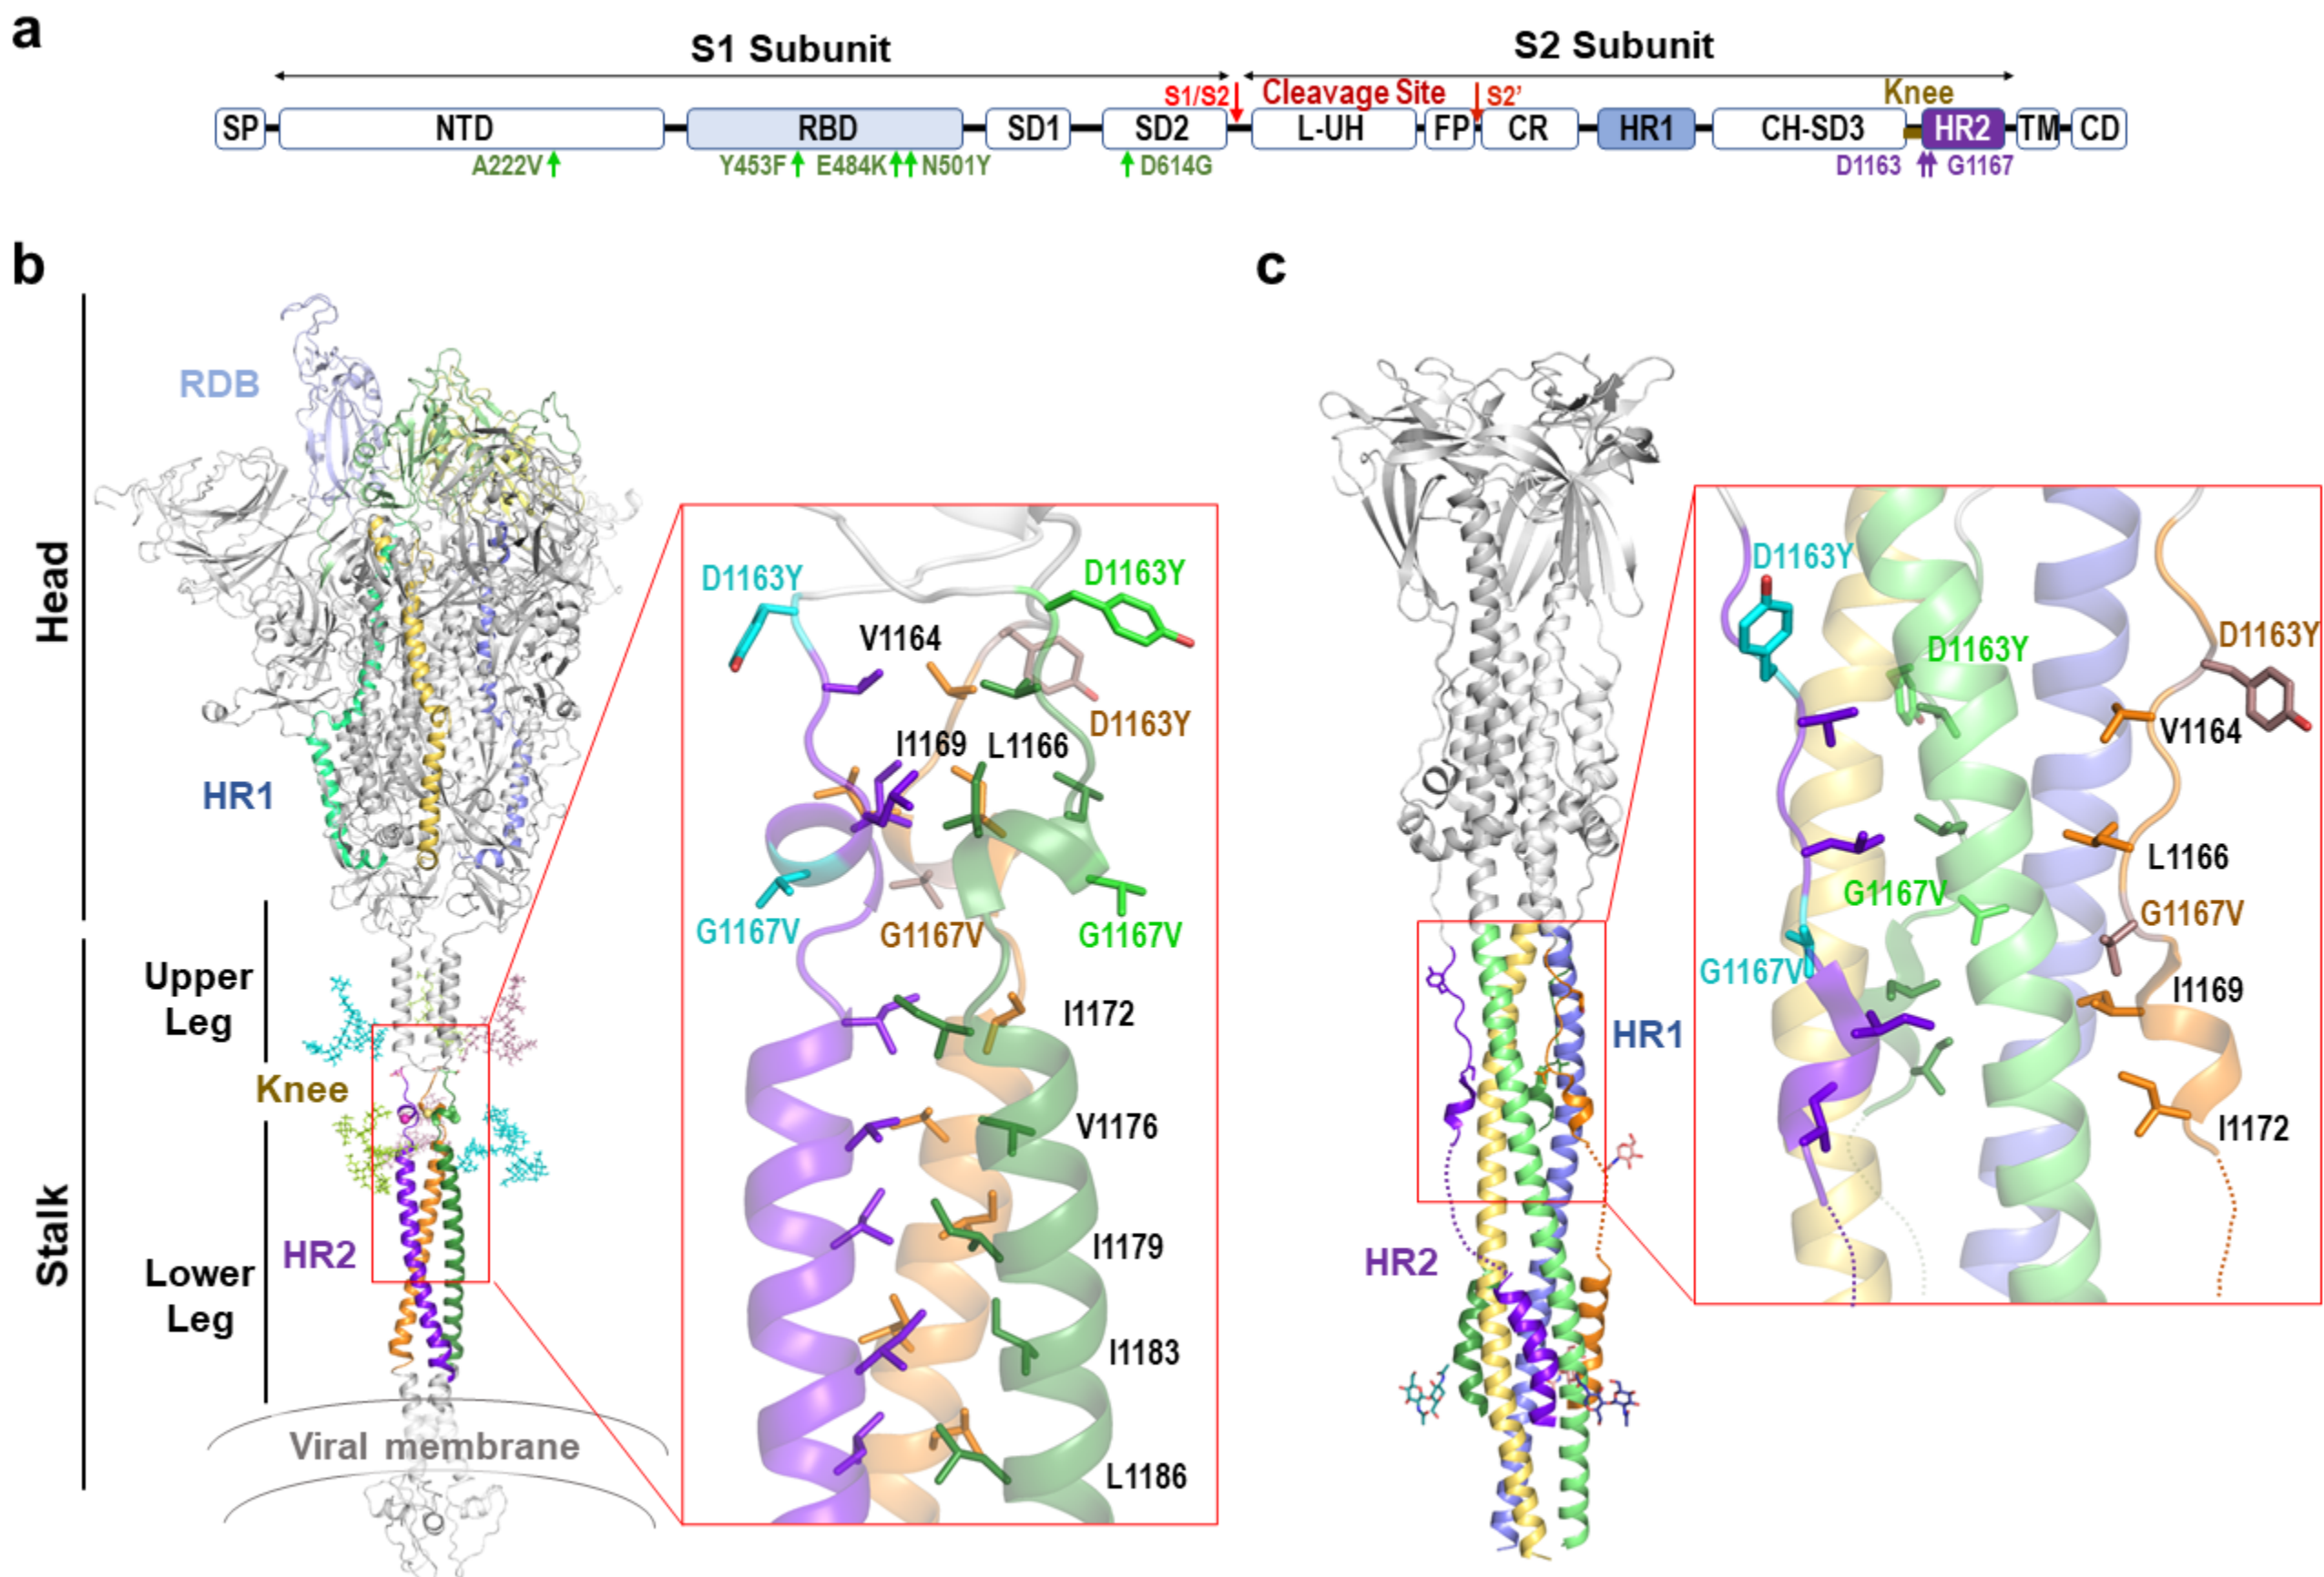 a
S1 Subunit
S2 Subunit
S1/S2
Cleavage Site
S2’
Knee
SP
NTD
RBD
SD1
SD2
L-UH
FP
CR
HR1
CH-SD3
HR2
TM
CD
A222V
Y453F
E484K
N501Y
D614G
D1163
G1167
b
Head
RDB
HR1
Upper
Leg
Knee
Stalk
HR2
Lower
Leg
Viral membrane
D1163Y
D1163Y
V1164
D1163Y
I1169
L1166
G1167V
G1167V
G1167V
I1172
V1176
I1179
I1183
L1186
c
HR1
HR2
D1163Y
D1163Y
D1163Y
V1164
L1166
G1167V
G1167V
G1167V
I1169
I1172